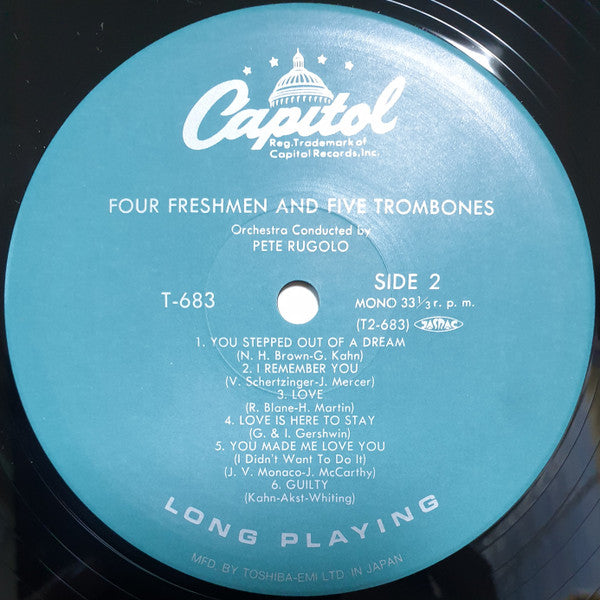 Capitol
Reg. Trademark of
Capitol Records, Inc.
FOUR FRESHMEN AND FIVE TROMBONES
Orchestra Conducted by
PETE RUGOLO
T-683
SIDE 2
MONO 33⅓ r. p. m.
(T2-683) JASRAC
1. YOU STEPPED OUT OF A DREAM
(N. H. Brown-G. Kahn)
2. I REMEMBER YOU
(V. Schertzinger-J. Mercer)
3. LOVE
(R. Blane-H. Martin)
4. LOVE IS HERE TO STAY
(G. & I. Gershwin)
5. YOU MADE ME LOVE YOU
(I Didn't Want To Do It)
(J. V. Monaco-J. McCarthy)
6. GUILTY
(Kahn-Akst-Whiting)
LONG PLAYING
MFD. BY TOSHIBA-EMI LTD. IN JAPAN